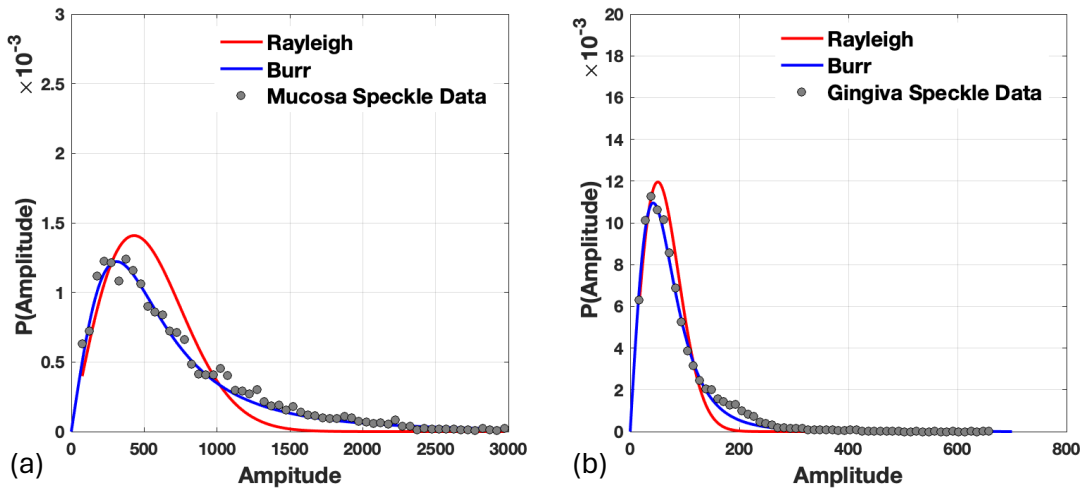 ×10⁻³
3
2.5
2
1.5
1
0.5
0
P(Amplitude)
Rayleigh
Burr
Mucosa Speckle Data
0 500 1000 1500 2000 2500 3000
Ampitude
(a)
×10⁻³
20
18
16
14
12
10
8
6
4
2
0
P(Amplitude)
Rayleigh
Burr
Gingiva Speckle Data
0 200 400 600 800
Amplitude
(b)